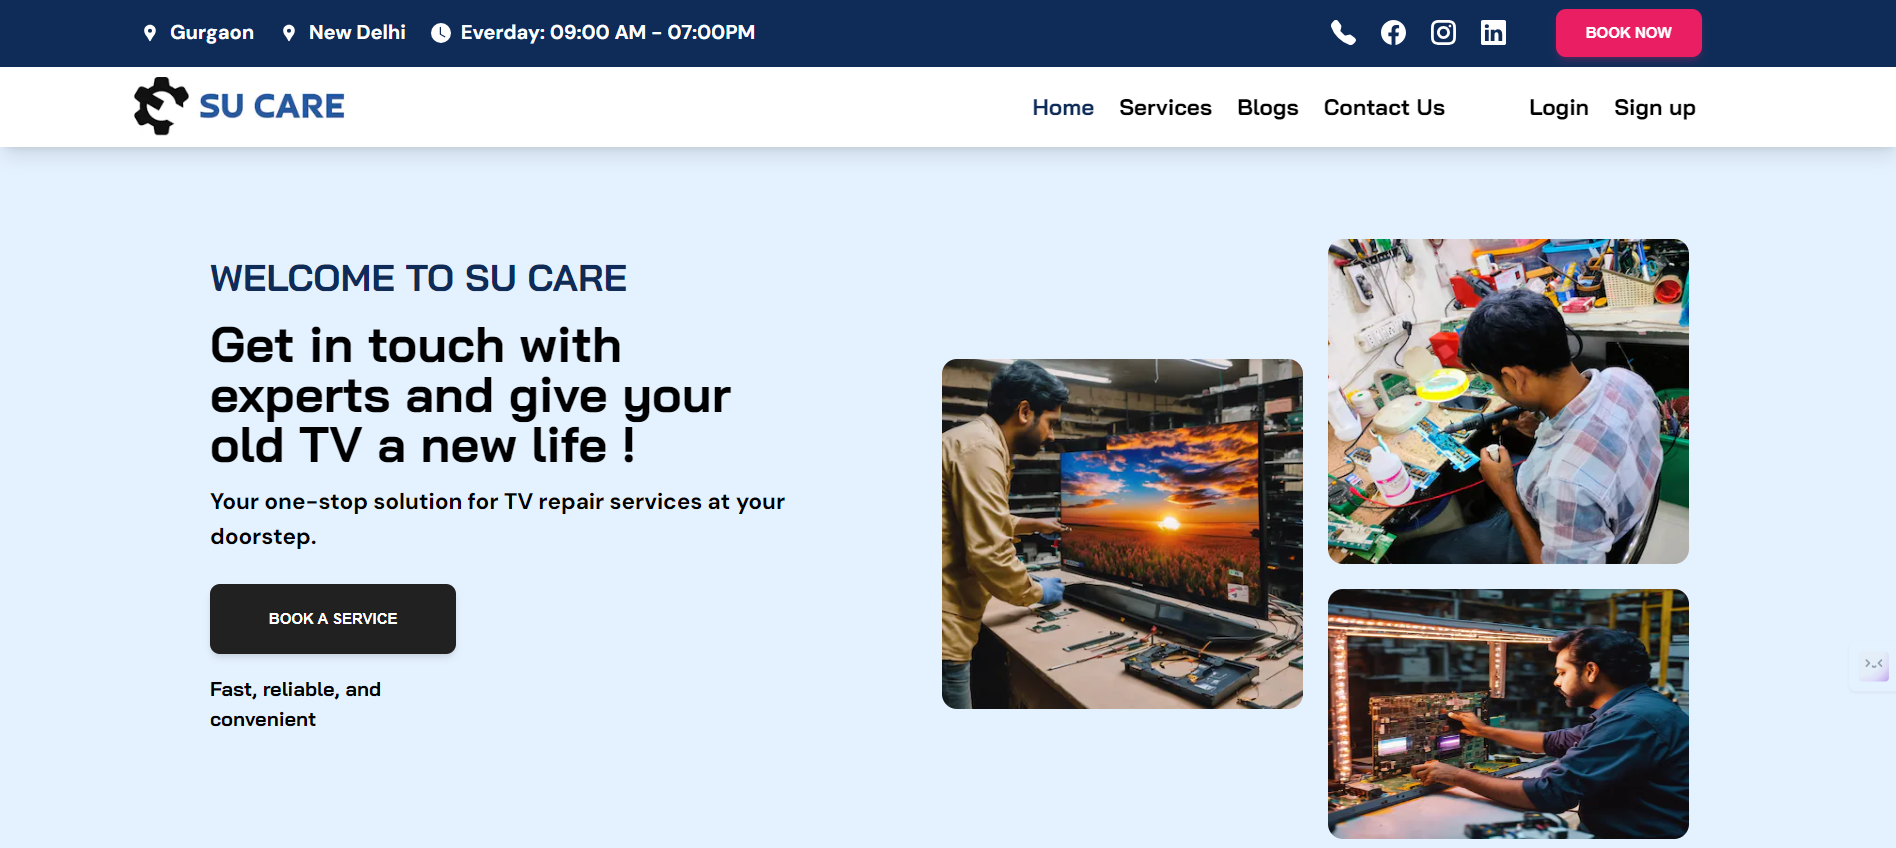 Gurgaon New Delhi Everday: 09:00 AM - 07:00PM BOOK NOW
SU CARE Home Services Blogs Contact Us Login Sign up
WELCOME TO SU CARE
Get in touch with
experts and give your
old TV a new life !
Your one-stop solution for TV repair services at your
doorstep.
BOOK A SERVICE
Fast, reliable, and
convenient